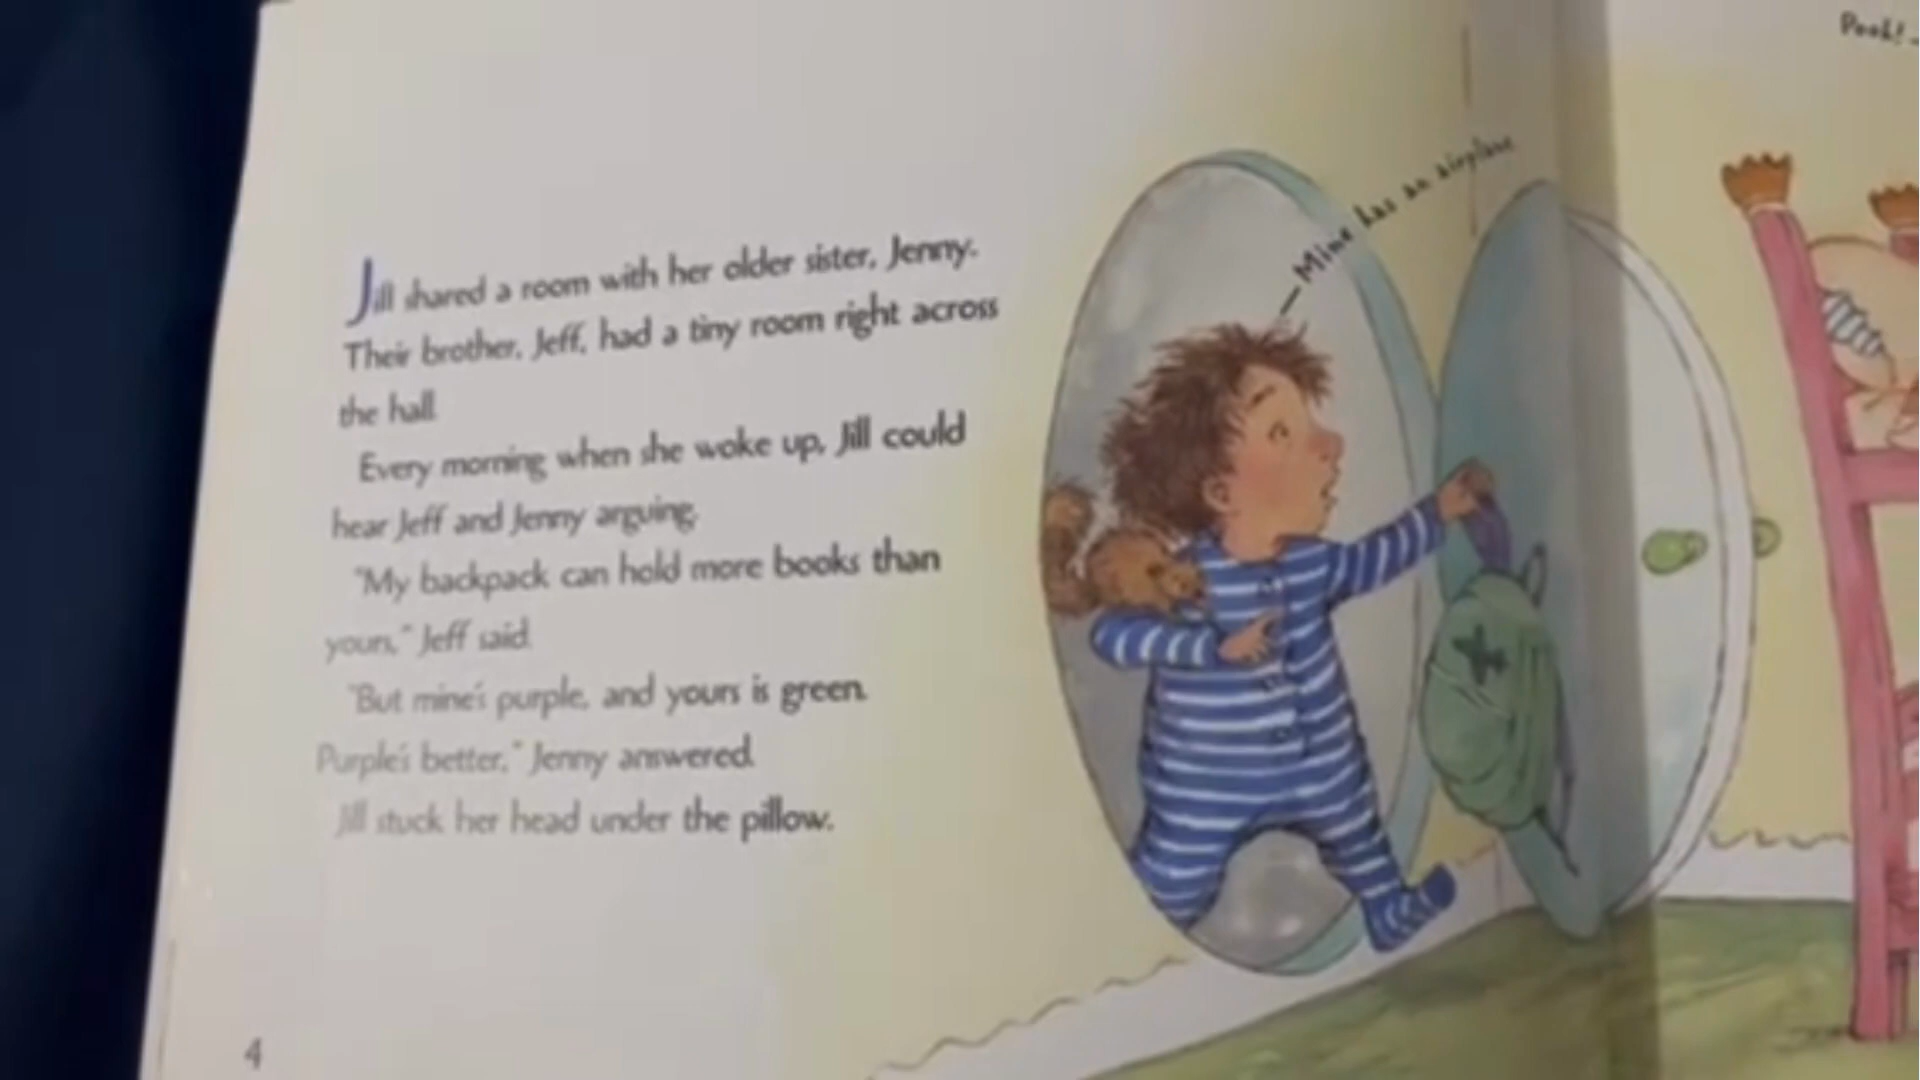 Jill shared a room with her older sister, Jenny.
Their brother, Jeff, had a tiny room right across
the hall.
Every morning when she woke up, Jill could
hear Jeff and Jenny arguing.
"My backpack can hold more books than
yours," Jeff said.
"But mine's purple, and yours is green.
Purple's better," Jenny answered.
Jill stuck her head under the pillow.
4
—Mine has an airplane
Pooh! -